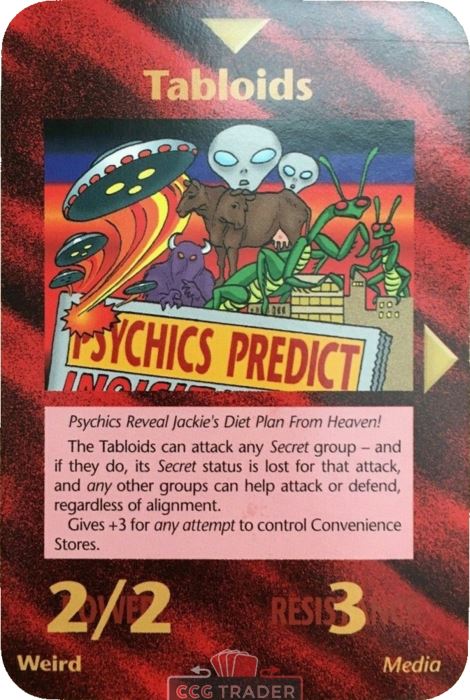 Tabloids
PSYCHICS PREDICT
Psychics Reveal Jackie's Diet Plan From Heaven!
The Tabloids can attack any Secret group – and
if they do, its Secret status is lost for that attack,
and any other groups can help attack or defend,
regardless of alignment.
Gives +3 for any attempt to control Convenience
Stores.
POWER
2/2
RESISTANCE
3
Weird
Media
CCG TRADER